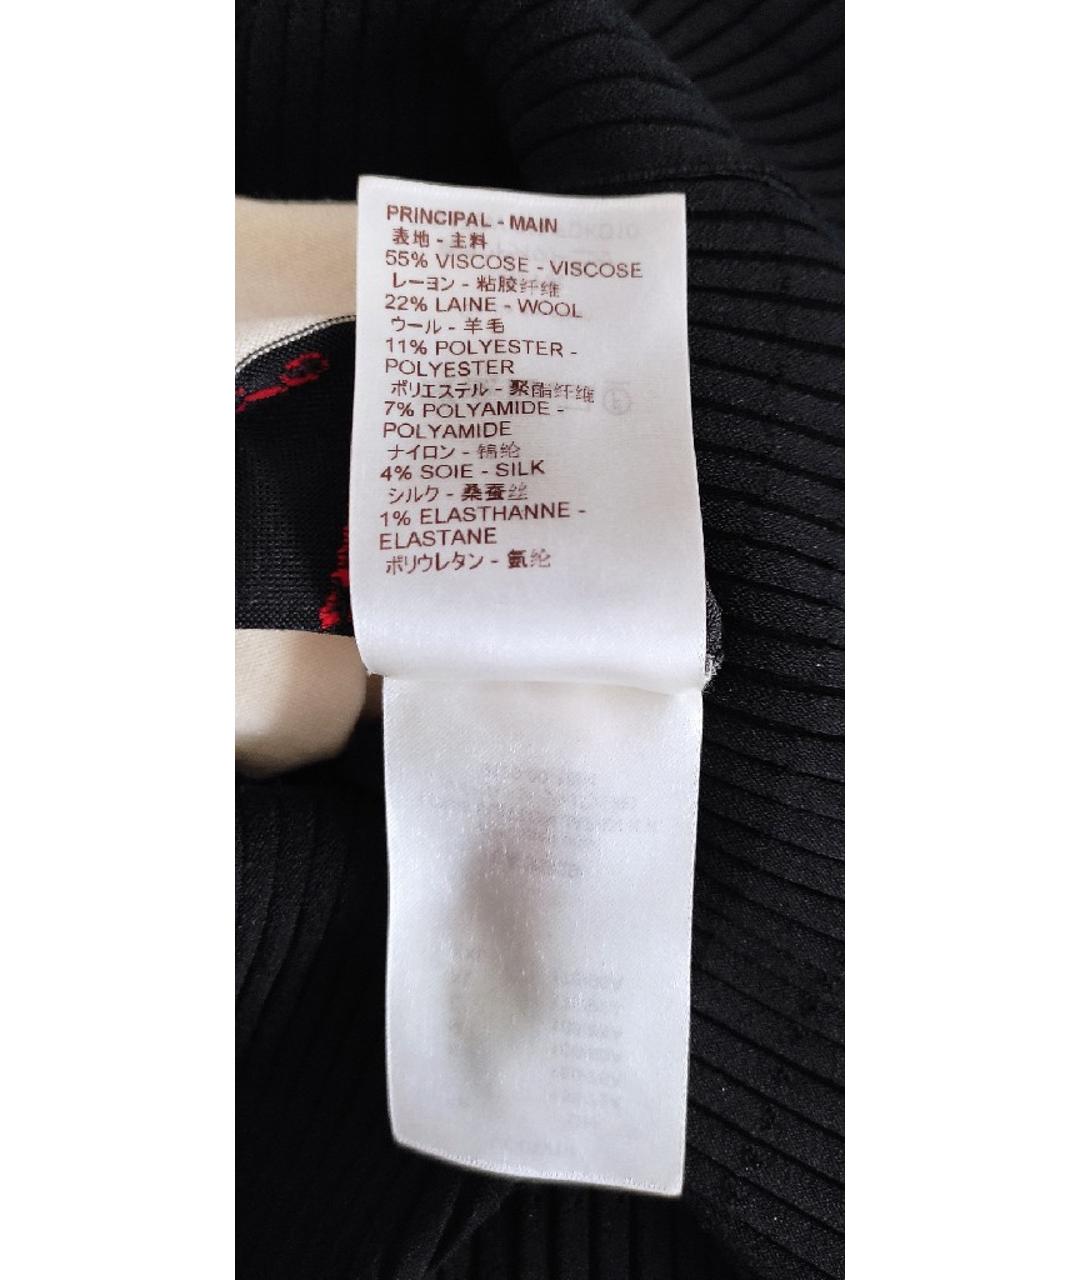 PRINCIPAL - MAIN
表地 - 主料
55% VISCOSE - VISCOSE
レーヨン - 粘胶纤维
22% LAINE - WOOL
ウール - 羊毛
11% POLYESTER -
POLYESTER
ポリエステル - 聚酯纤维
7% POLYAMIDE -
POLYAMIDE
ナイロン - 锦纶
4% SOIE - SILK
シルク - 桑蚕丝
1% ELASTHANNE -
ELASTANE
ポリウレタン - 氨纶